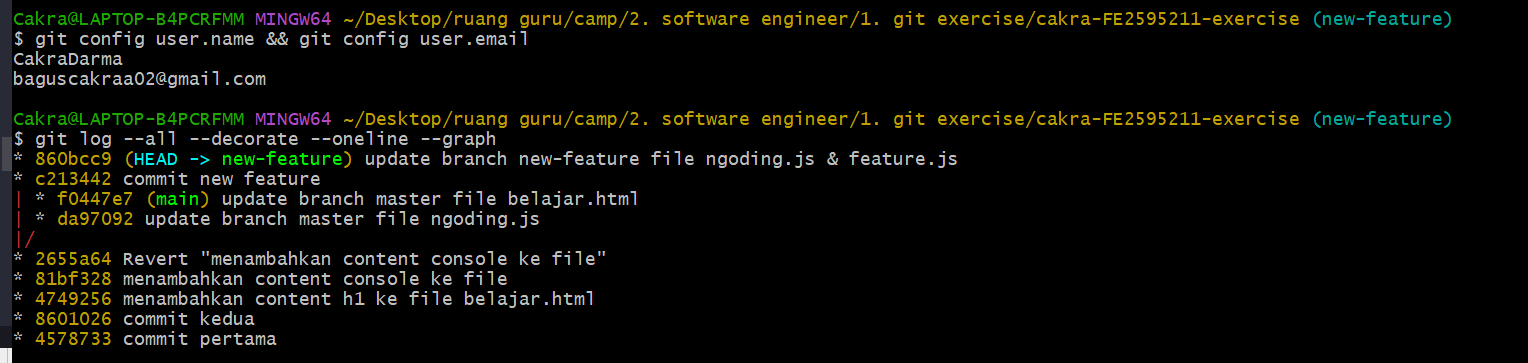 Cakra@LAPTOP-B4PCRFMM MINGW64 ~/Desktop/ruang guru/camp/2. software engineer/1. git exercise/cakra-FE2595211-exercise (new-feature)
$ git config user.name && git config user.email
CakraDarma
baguscakraa02@gmail.com
Cakra@LAPTOP-B4PCRFMM MINGW64 ~/Desktop/ruang guru/camp/2. software engineer/1. git exercise/cakra-FE2595211-exercise (new-feature)
$ git log --all --decorate --oneline --graph
* 860bcc9 (HEAD -> new-feature) update branch new-feature file ngoding.js & feature.js
* c213442 commit new feature
| * f0447e7 (main) update branch master file belajar.html
| * da97092 update branch master file ngoding.js
|/
* 2655a64 Revert "menambahkan content console ke file"
* 81bf328 menambahkan content console ke file
* 4749256 menambahkan content h1 ke file belajar.html
* 8601026 commit kedua
* 4578733 commit pertama